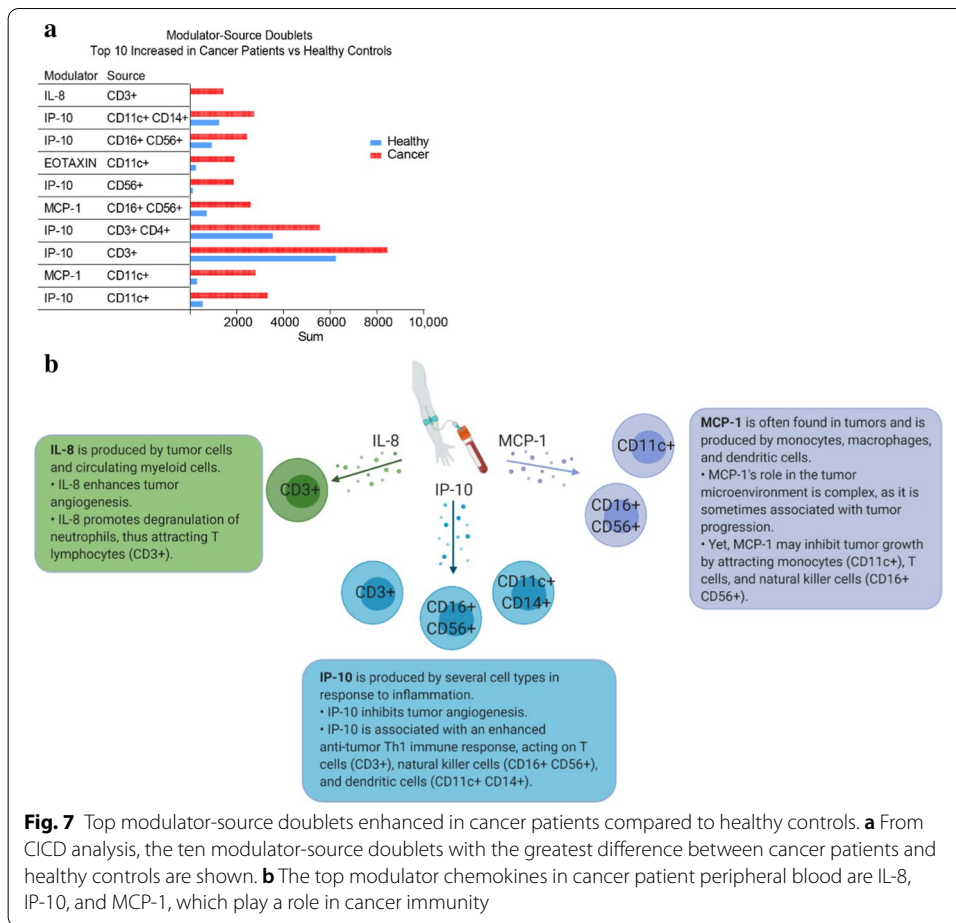 a
Modulator-Source Doublets
Top 10 Increased in Cancer Patients vs Healthy Controls
Modulator Source
IL-8 CD3+
IP-10 CD11c+ CD14+
IP-10 CD16+ CD56+
EOTAXIN CD11c+
IP-10 CD56+
MCP-1 CD16+ CD56+
IP-10 CD3+ CD4+
IP-10 CD3+
MCP-1 CD11c+
IP-10 CD11c+
Healthy
Cancer
2000 4000 6000 8000 10,000
Sum
b
IL-8 is produced by tumor cells
and circulating myeloid cells.
• IL-8 enhances tumor
angiogenesis.
• IL-8 promotes degranulation of
neutrophils, thus attracting T
lymphocytes (CD3+).
CD3+
IL-8
IP-10
MCP-1
CD11c+
CD16+
CD56+
MCP-1 is often found in tumors and is
produced by monocytes, macrophages,
and dendritic cells.
• MCP-1's role in the tumor
microenvironment is complex, as it is
sometimes associated with tumor
progression.
• Yet, MCP-1 may inhibit tumor growth
by attracting monocytes (CD11c+), T
cells, and natural killer cells (CD16+
CD56+).
CD3+
CD16+
CD56+
CD11c+
CD14+
IP-10 is produced by several cell types in
response to inflammation.
• IP-10 inhibits tumor angiogenesis.
• IP-10 is associated with an enhanced
anti-tumor Th1 immune response, acting on T
cells (CD3+), natural killer cells (CD16+ CD56+),
and dendritic cells (CD11c+ CD14+).
Fig. 7 Top modulator-source doublets enhanced in cancer patients compared to healthy controls. a From
CICD analysis, the ten modulator-source doublets with the greatest difference between cancer patients and
healthy controls are shown. b The top modulator chemokines in cancer patient peripheral blood are IL-8,
IP-10, and MCP-1, which play a role in cancer immunity